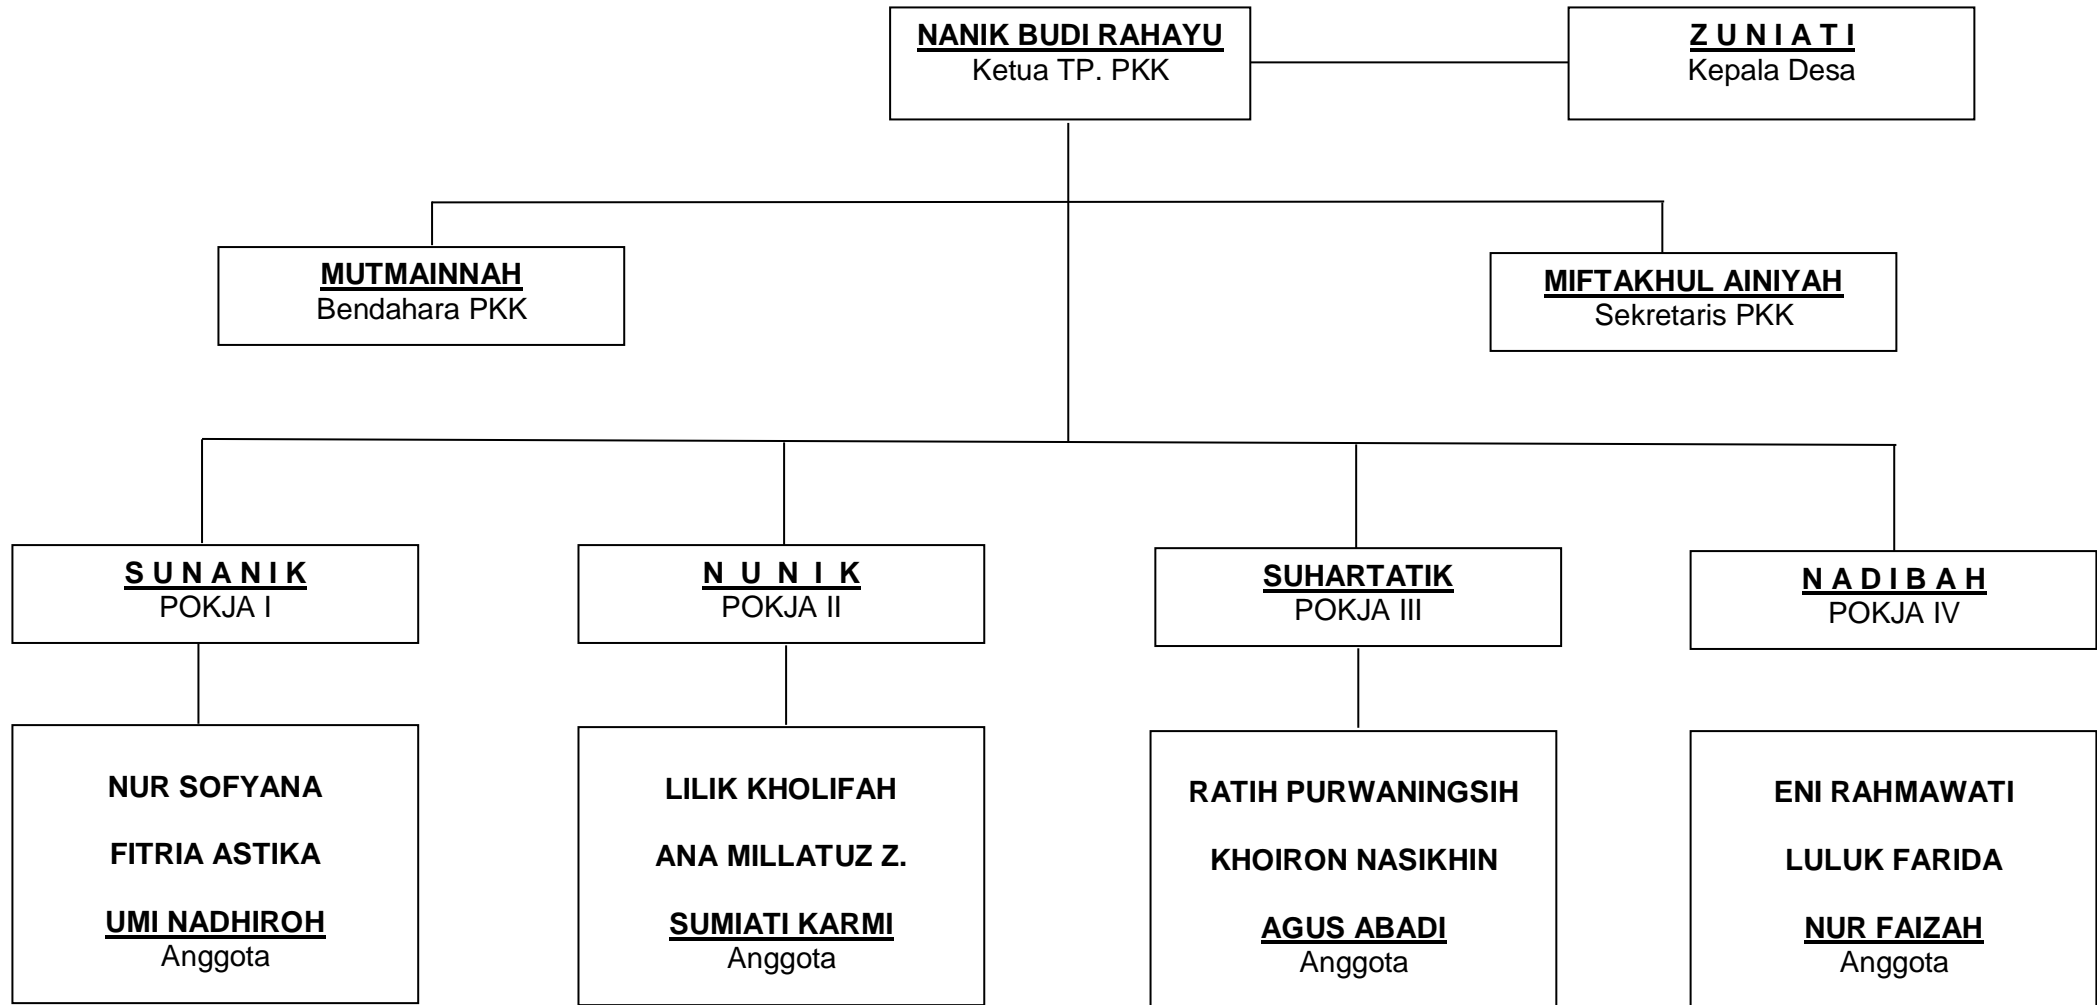 NANIK BUDI RAHAYU
Ketua TP. PKK
Z U N I A T I
Kepala Desa
MUTMAINNAH
Bendahara PKK
MIFTAKHUL AINIYAH
Sekretaris PKK
S U N A N I K
POKJA I
N U N I K
POKJA II
SUHARTATIK
POKJA III
N A D I B A H
POKJA IV
NUR SOFYANA
FITRIA ASTIKA
UMI NADHIROH
Anggota
LILIK KHOLIFAH
ANA MILLATUZ Z.
SUMIATI KARMI
Anggota
RATIH PURWANINGSIH
KHOIRON NASIKHIN
AGUS ABADI
Anggota
ENI RAHMAWATI
LULUK FARIDA
NUR FAIZAH
Anggota